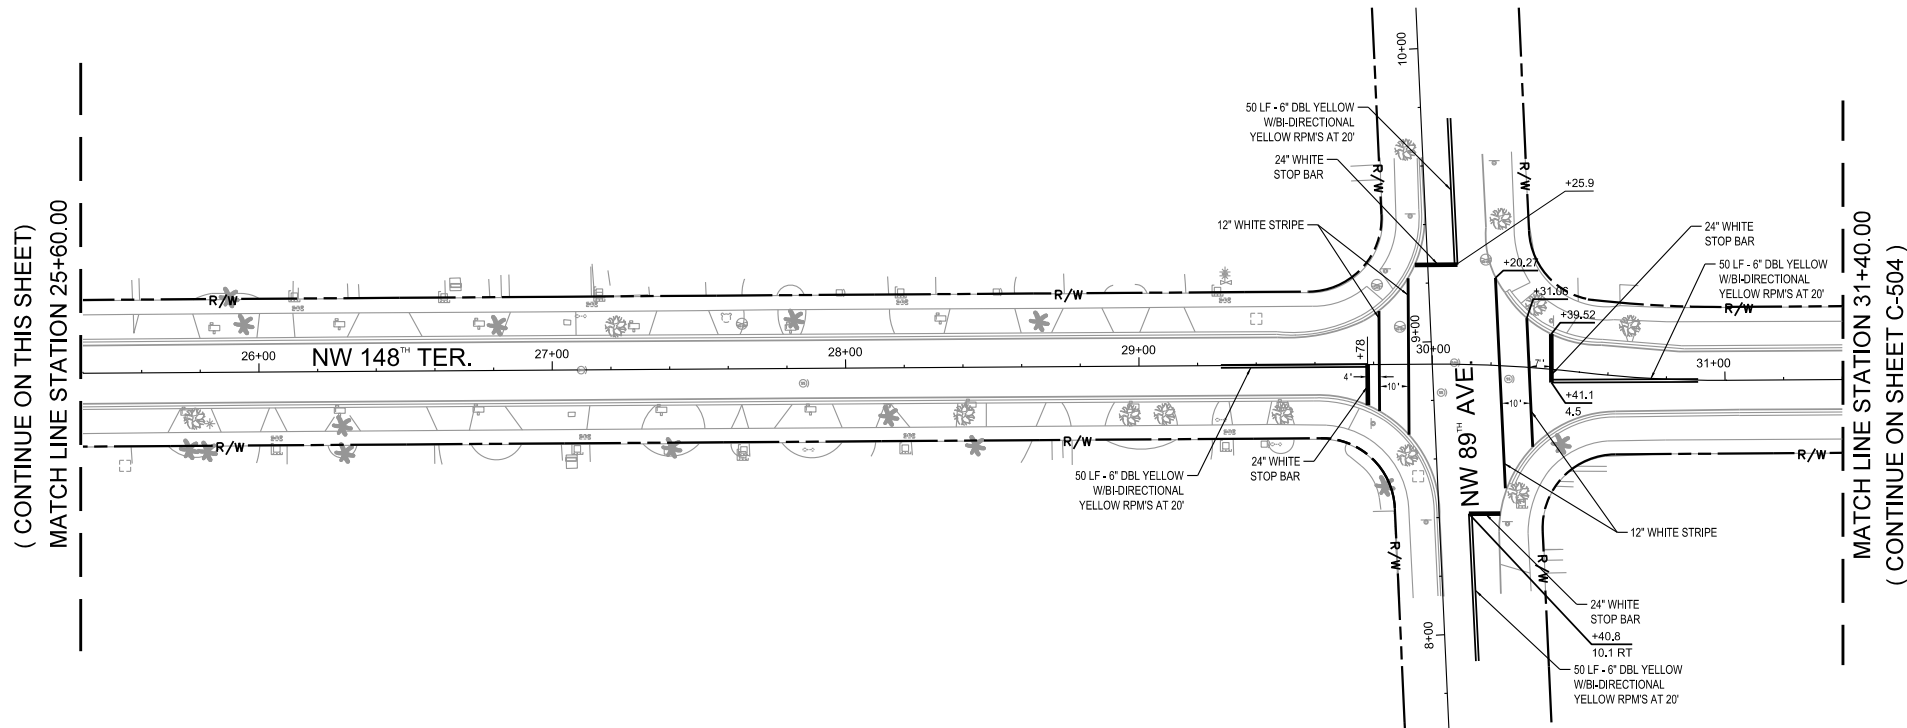 ( CONTINUE ON THIS SHEET)
MATCH LINE STATION 25+60.00
10+00
50 LF - 6" DBL YELLOW
W/BI-DIRECTIONAL
YELLOW RPM'S AT 20'
24" WHITE
STOP BAR
R/W
R/W
+25.9
12" WHITE STRIPE
24" WHITE
STOP BAR
+20.27
50 LF - 6" DBL YELLOW
W/BI-DIRECTIONAL
YELLOW RPM'S AT 20'
R/W
R/W
+31.06
R/W
+39.52
9+00
26+00
NW 148TH TER.
27+00
28+00
29+00
+78
30+00
31+00
7'
4'
10'
10'
+41.1
4.5
NW 89TH AVE.
R/W
R/W
R/W
24" WHITE
STOP BAR
50 LF - 6" DBL YELLOW
W/BI-DIRECTIONAL
YELLOW RPM'S AT 20'
12" WHITE STRIPE
R/W
R/W
24" WHITE
STOP BAR
8+00
+40.8
10.1 RT
50 LF - 6" DBL YELLOW
W/BI-DIRECTIONAL
YELLOW RPM'S AT 20'
MATCH LINE STATION 31+40.00
( CONTINUE ON SHEET C-504 )